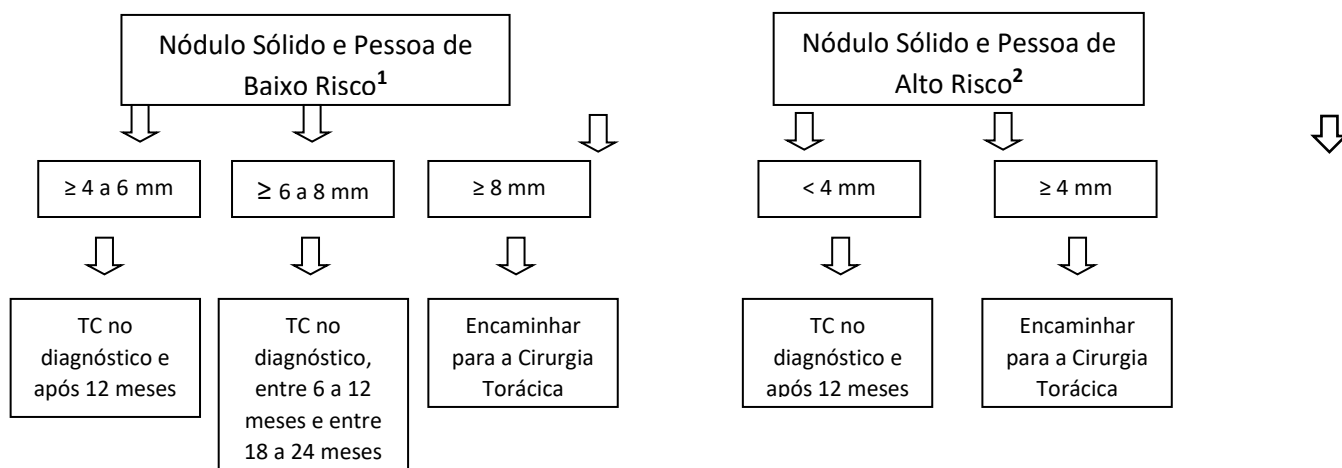 Nódulo Sólido e Pessoa de
Baixo Risco¹
Nódulo Sólido e Pessoa de
Alto Risco²
≥ 4 a 6 mm
≥ 6 a 8 mm
≥ 8 mm
< 4 mm
≥ 4 mm
TC no
diagnóstico e
após 12 meses
TC no
diagnóstico,
entre 6 a 12
meses e entre
18 a 24 meses
Encaminhar
para a Cirurgia
Torácica
TC no
diagnóstico e
após 12 meses
Encaminhar
para a Cirurgia
Torácica